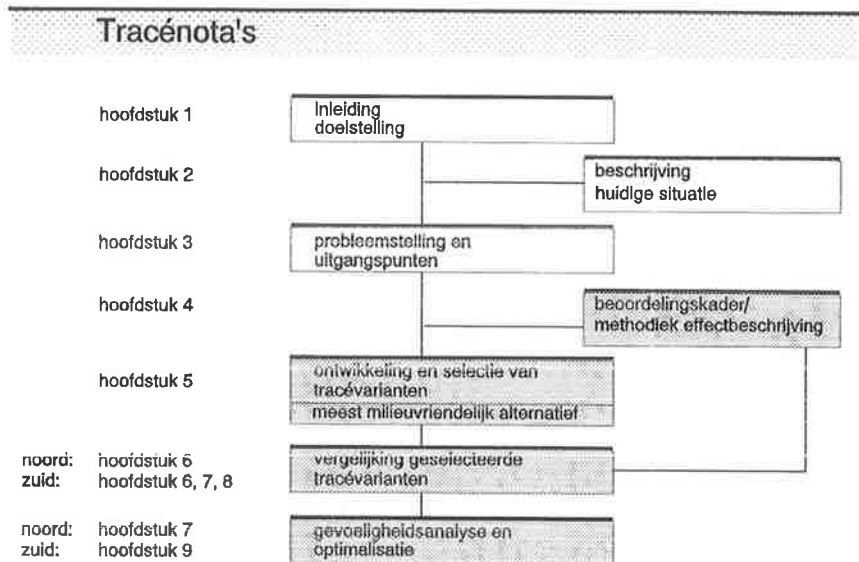 Tracénota's
hoofdstuk 1
Inleiding
doelstelling
hoofdstuk 2
beschrijving
huidige situatie
hoofdstuk 3
probleemstelling en
uitgangspunten
hoofdstuk 4
beoordelingskader/
methodiek effectbeschrijving
hoofdstuk 5
ontwikkeling en selectie van
tracévarianten
meest milieuvriendelijk alternatief
noord: hoofdstuk 6
zuid: hoofdstuk 6, 7, 8
vergelijking geselecteerde
tracévarianten
noord: hoofdstuk 7
zuid: hoofdstuk 9
gevoeligheidsanalyse en
optimalisatie